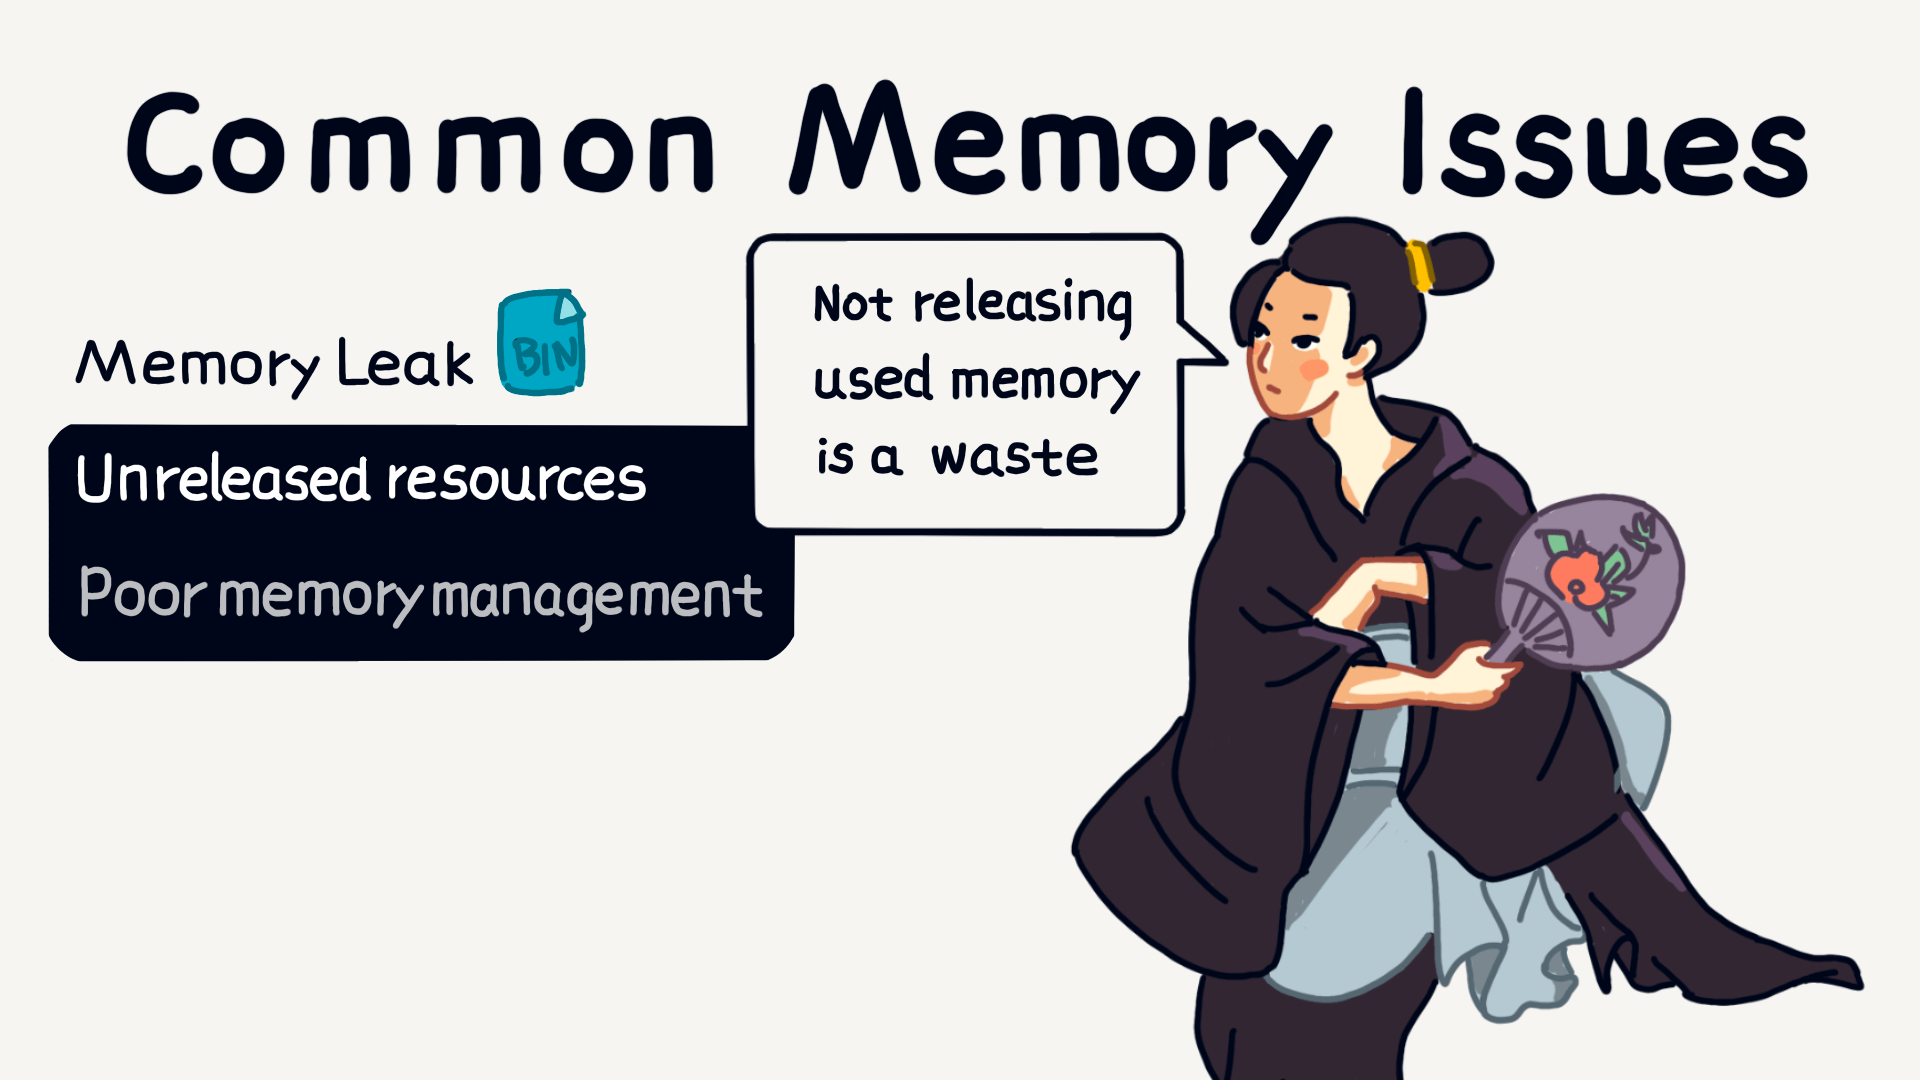 Common Memory Issues
Memory Leak
BIN
Unreleased resources
Poor memory management
Not releasing
used memory
is a waste